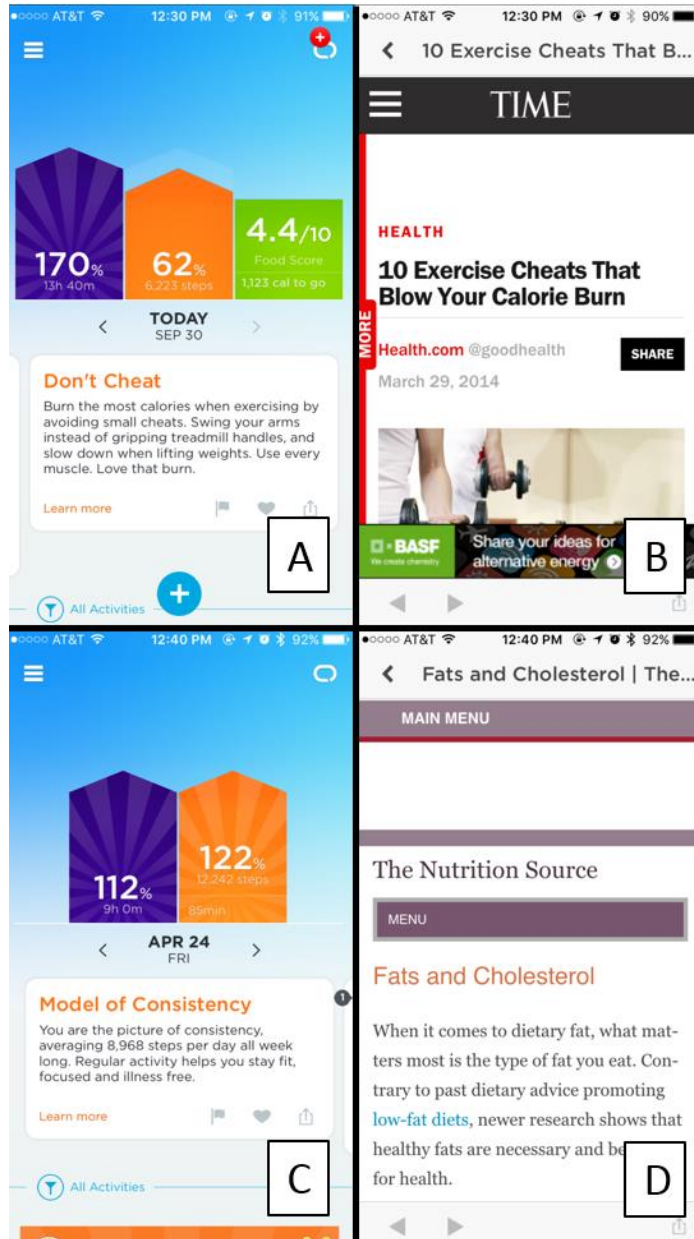 AT&T 12:30 PM 91%
170%
13h 40m
62%
6,223 steps
4.4/10
Food Score
1,123 cal to go
TODAY
SEP 30
Don't Cheat
Burn the most calories when exercising by
avoiding small cheats. Swing your arms
instead of gripping treadmill handles, and
slow down when lifting weights. Use every
muscle. Love that burn.
Learn more
All Activities
A
AT&T 12:30 PM 90%
10 Exercise Cheats That B...
TIME
HEALTH
10 Exercise Cheats That
Blow Your Calorie Burn
MORE
Health.com @goodhealth
SHARE
March 29, 2014
BASF
We create chemistry
Share your ideas for
alternative energy
B
AT&T 12:40 PM 92%
112%
9h 0m
122%
12,242 steps
85min
APR 24
FRI
1
Model of Consistency
You are the picture of consistency,
averaging 8,968 steps per day all week
long. Regular activity helps you stay fit,
focused and illness free.
Learn more
All Activities
C
AT&T 12:40 PM 92%
Fats and Cholesterol | The...
MAIN MENU
The Nutrition Source
MENU
Fats and Cholesterol
When it comes to dietary fat, what mat-
ters most is the type of fat you eat. Con-
trary to past dietary advice promoting
low-fat diets, newer research shows that
healthy fats are necessary and
for health.
D